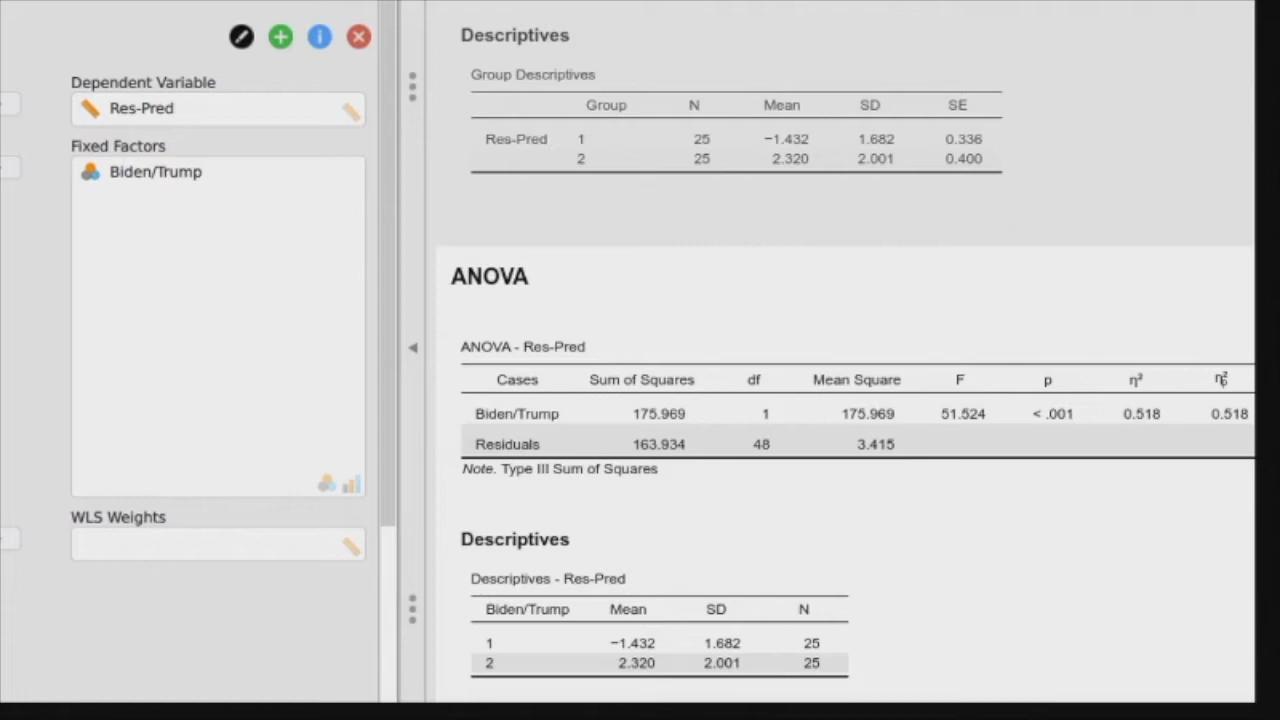 Dependent Variable
Res-Pred
Fixed Factors
Biden/Trump
WLS Weights
Descriptives
Group Descriptives
Group N Mean SD SE
Res-Pred 1 25 −1.432 1.682 0.336
2 25 2.320 2.001 0.400
ANOVA
ANOVA - Res-Pred
Cases Sum of Squares df Mean Square F p η² η²p
Biden/Trump 175.969 1 175.969 51.524 < .001 0.518 0.518
Residuals 163.934 48 3.415
Note. Type III Sum of Squares
Descriptives
Descriptives - Res-Pred
Biden/Trump Mean SD N
1 −1.432 1.682 25
2 2.320 2.001 25